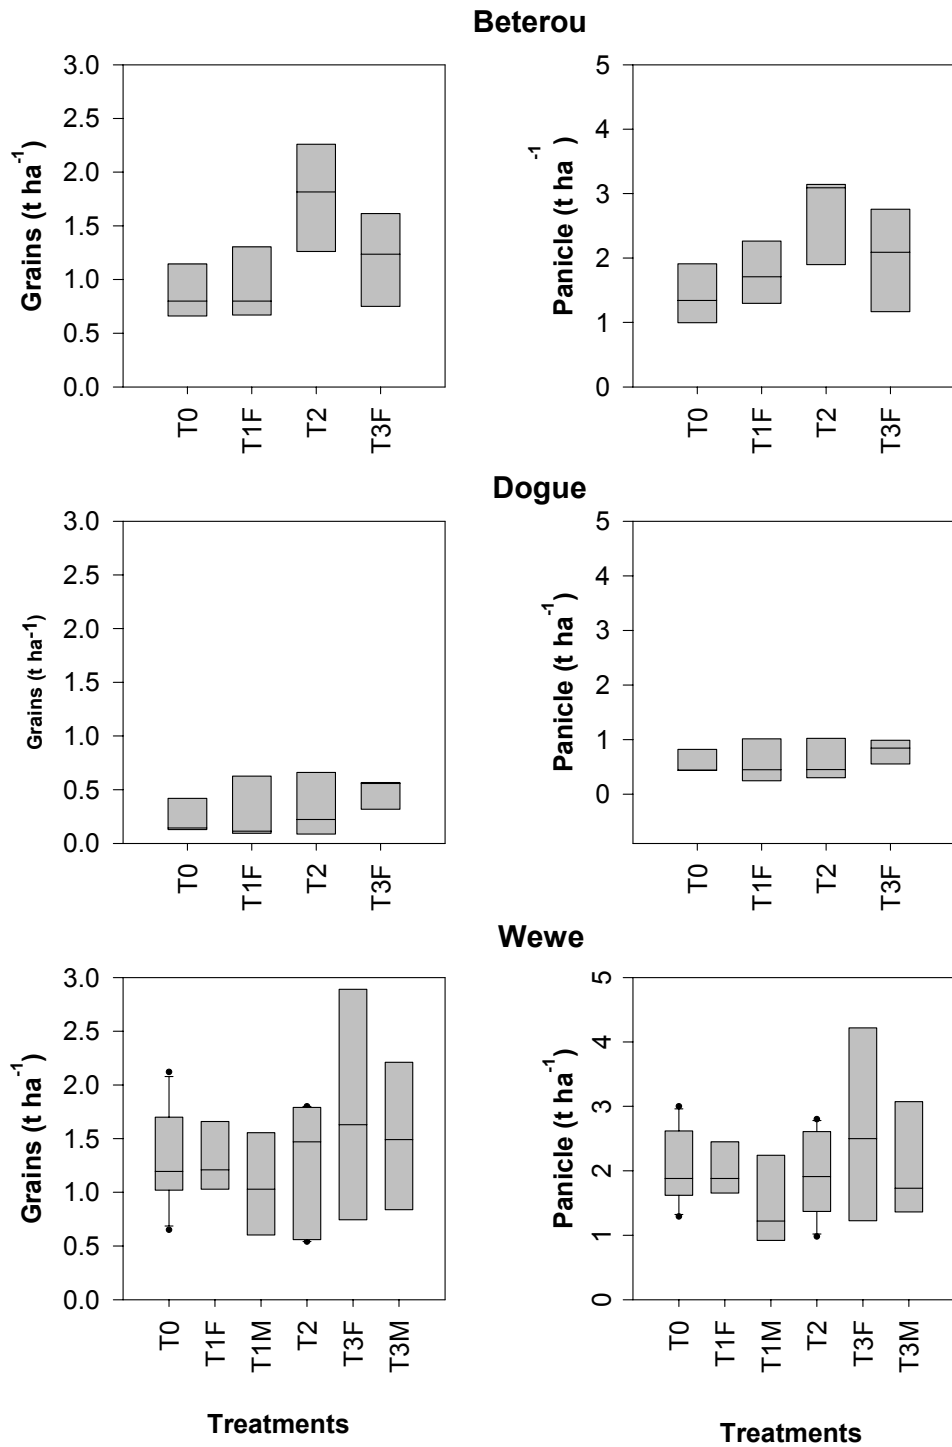 Beterou
Grains (t ha-1)
3.0
2.5
2.0
1.5
1.0
0.5
0.0
T0
T1F
T2
T3F
Panicle (t ha-1)
5
4
3
2
1
0
T0
T1F
T2
T3F
Dogue
Grains (t ha-1)
3.0
2.5
2.0
1.5
1.0
0.5
0.0
T0
T1F
T2
T3F
Panicle (t ha-1)
5
4
3
2
1
0
T0
T1F
T2
T3F
Wewe
Grains (t ha-1)
3.0
2.5
2.0
1.5
1.0
0.5
0.0
T0
T1F
T1M
T2
T3F
T3M
Treatments
Panicle (t ha-1)
5
4
3
2
1
0
T0
T1F
T1M
T2
T3F
T3M
Treatments